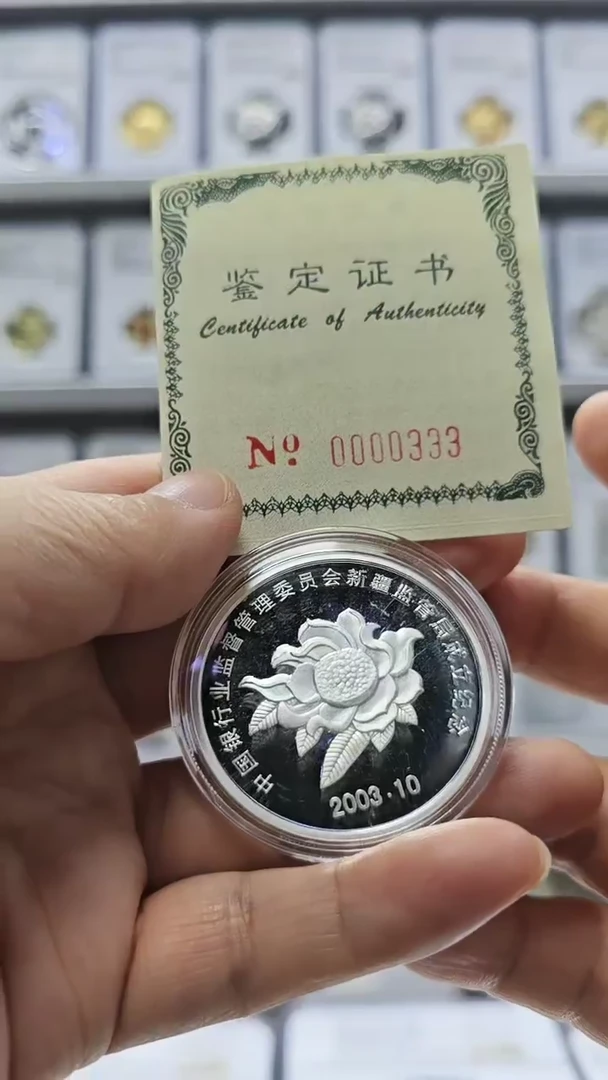 鉴定证书
Certificate of Authenticity
Nº 0000333
中国银行业监督管理委员会新疆监管局成立纪念
2003·10